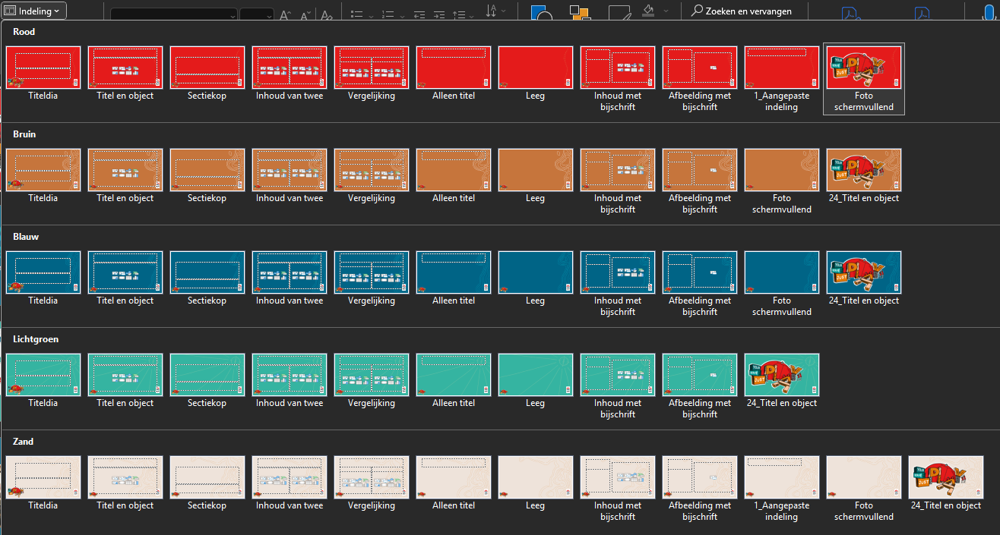 Indeling
Zoeken en vervangen
Rood
Titeldia
Titel en object
Sectiekop
Inhoud van twee
Vergelijking
Alleen titel
Leeg
Inhoud met
bijschrift
Afbeelding met
bijschrift
1_Aangepaste
indeling
Foto
schermvullend
Bruin
Titeldia
Titel en object
Sectiekop
Inhoud van twee
Vergelijking
Alleen titel
Leeg
Inhoud met
bijschrift
Afbeelding met
bijschrift
Foto
schermvullend
24_Titel en object
Blauw
Titeldia
Titel en object
Sectiekop
Inhoud van twee
Vergelijking
Alleen titel
Leeg
Inhoud met
bijschrift
Afbeelding met
bijschrift
Foto
schermvullend
24_Titel en object
Lichtgroen
Titeldia
Titel en object
Sectiekop
Inhoud van twee
Vergelijking
Alleen titel
Leeg
Inhoud met
bijschrift
Afbeelding met
bijschrift
24_Titel en object
Zand
Titeldia
Titel en object
Sectiekop
Inhoud van twee
Vergelijking
Alleen titel
Leeg
Inhoud met
bijschrift
Afbeelding met
bijschrift
1_Aangepaste
indeling
Foto
schermvullend
24_Titel en object